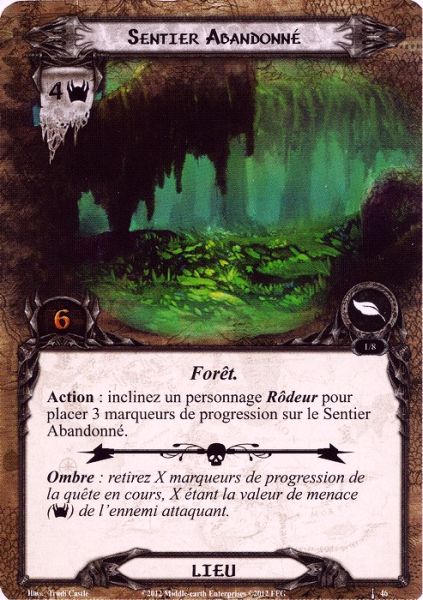 Sentier Abandonné
4
6
1/8
Forêt.
Action : inclinez un personnage Rôdeur pour
placer 3 marqueurs de progression sur le Sentier
Abandonné.
Ombre : retirez X marqueurs de progression de
la quête en cours, X étant la valeur de menace
( ) de l'ennemi attaquant.
LIEU
Illus. Trudi Castle ©2012 Middle-earth Enterprises ©2012 FFG 46